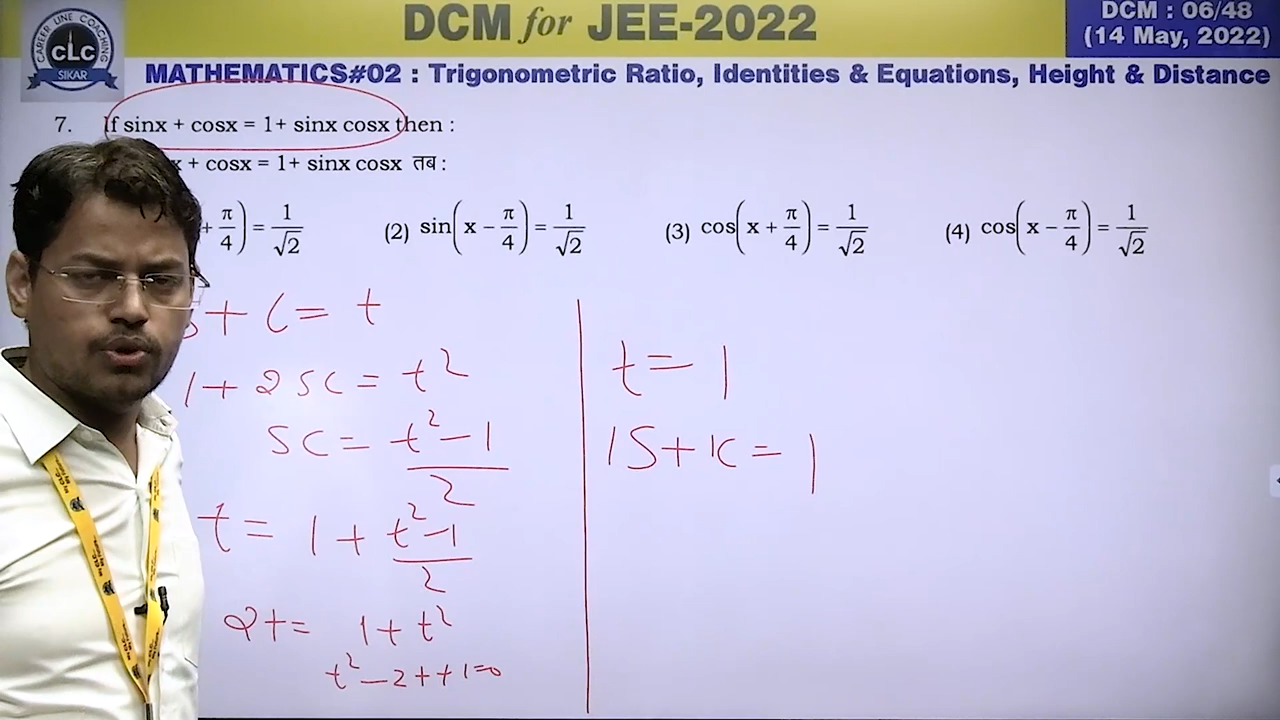 DCM for JEE-2022
DCM : 06/48
(14 May, 2022)
CAREER LINE COACHING
CLC
SIKAR
MATHEMATICS#02 : Trigonometric Ratio, Identities & Equations, Height & Distance
7. If sinx + cosx = 1+ sinx cosx then :
x + cosx = 1+ sinx cosx तब :
+ π/4) = 1/√2
(2) sin(x − π/4) = 1/√2
(3) cos(x + π/4) = 1/√2
(4) cos(x − π/4) = 1/√2
S + C = t
1 + 2SC = t²
SC = t² − 1 / 2
t = 1 + t² − 1 / 2
2t = 1 + t²
t² − 2t + 1 = 0
t = 1
1S + 1C = 1